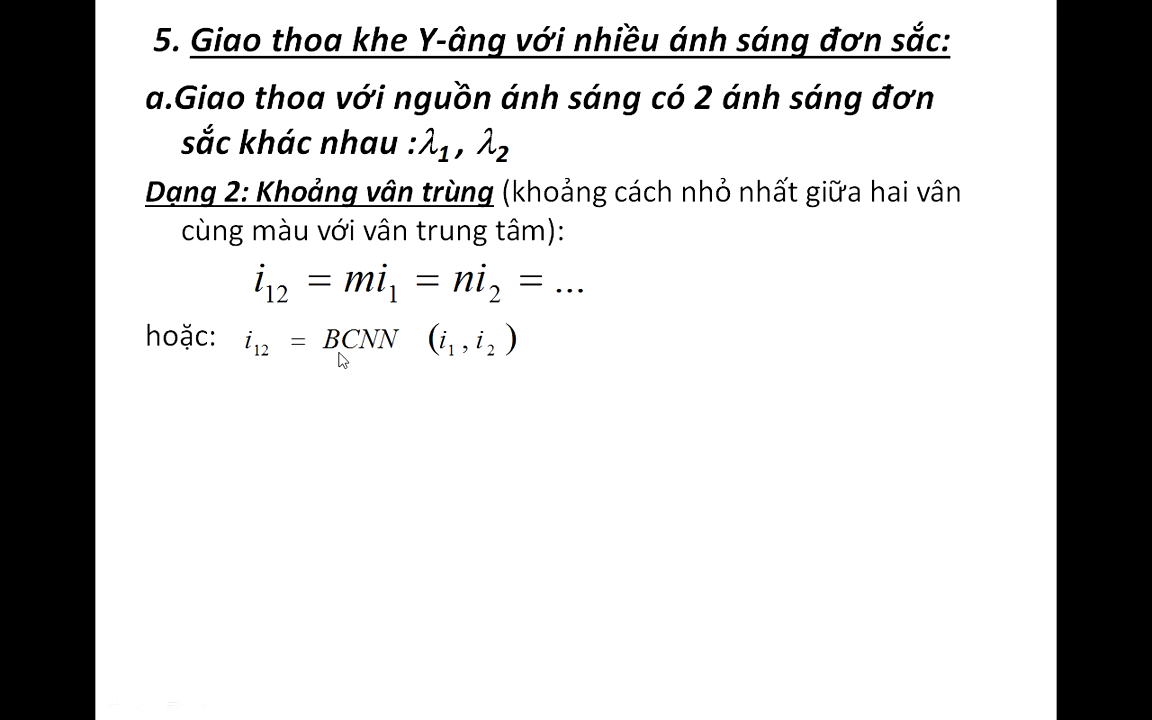 5. Giao thoa khe Y-âng với nhiều ánh sáng đơn sắc:
a.Giao thoa với nguồn ánh sáng có 2 ánh sáng đơn
sắc khác nhau :λ1 , λ2
Dạng 2: Khoảng vân trùng (khoảng cách nhỏ nhất giữa hai vân
cùng màu với vân trung tâm):
i12 = mi1 = ni2 = ...
hoặc: i12 = BCNN (i1 , i2 )